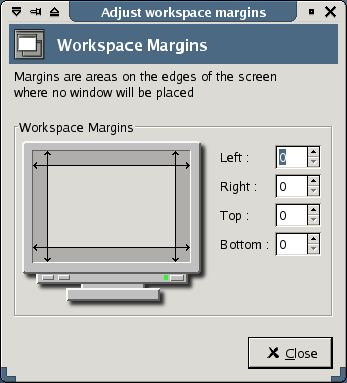 Adjust workspace margins
Workspace Margins
Margins are areas on the edges of the screen
where no window will be placed
Workspace Margins
Left : 0
Right : 0
Top : 0
Bottom : 0
Close